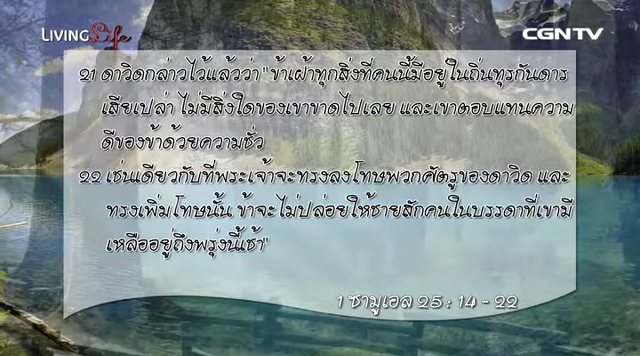 LIVING Life
CGNTV
21 ดาวิดกล่าวไว้แล้วว่า "ข้าเฝ้าทุกสิ่งที่คนนี้มีอยู่ในถิ่นทุรกันดาร
เสียเปล่า ไม่มีสิ่งใดของเขาขาดไปเลย และเขาตอบแทนความ
ดีของข้าด้วยความชั่ว
22 เช่นเดียวกับที่พระเจ้าจะทรงลงโทษพวกศัตรูของดาวิด และ
ทรงเพิ่มโทษนั้น ข้าจะไม่ปล่อยให้ชายสักคนในบรรดาที่เขามี
เหลืออยู่ถึงพรุ่งนี้เช้า"
1 ซามูเอล 25 : 14 - 22